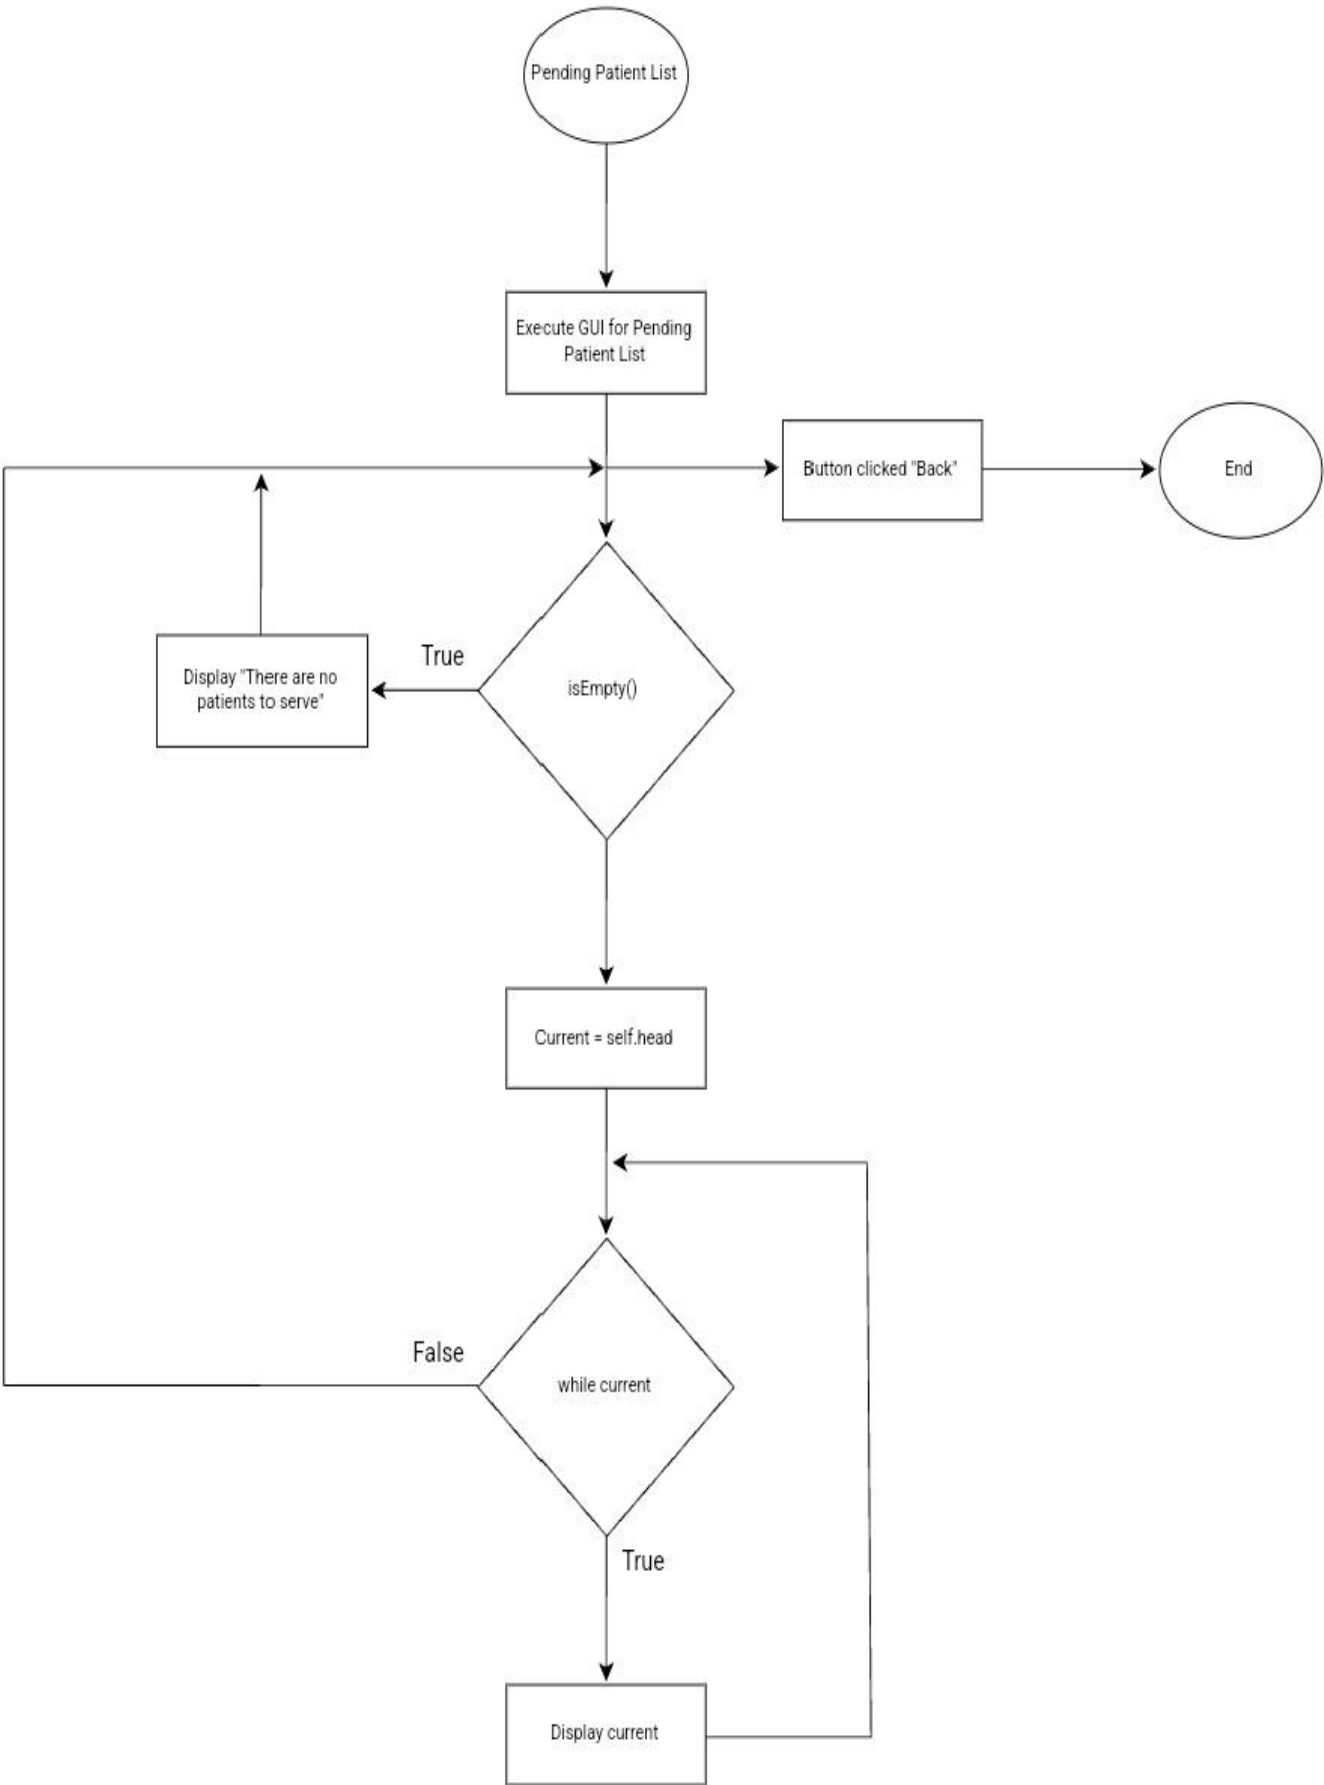 Pending Patient List
Execute GUI for Pending
Patient List
Button clicked "Back"
End
True
isEmpty()
Display "There are no
patients to serve"
Current = self.head
False
while current
True
Display current